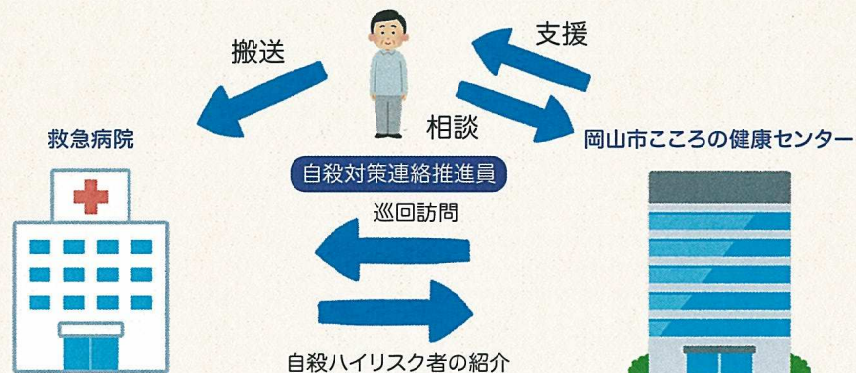 搬送
支援
相談
救急病院
岡山市こころの健康センター
自殺対策連絡推進員
巡回訪問
自殺ハイリスク者の紹介